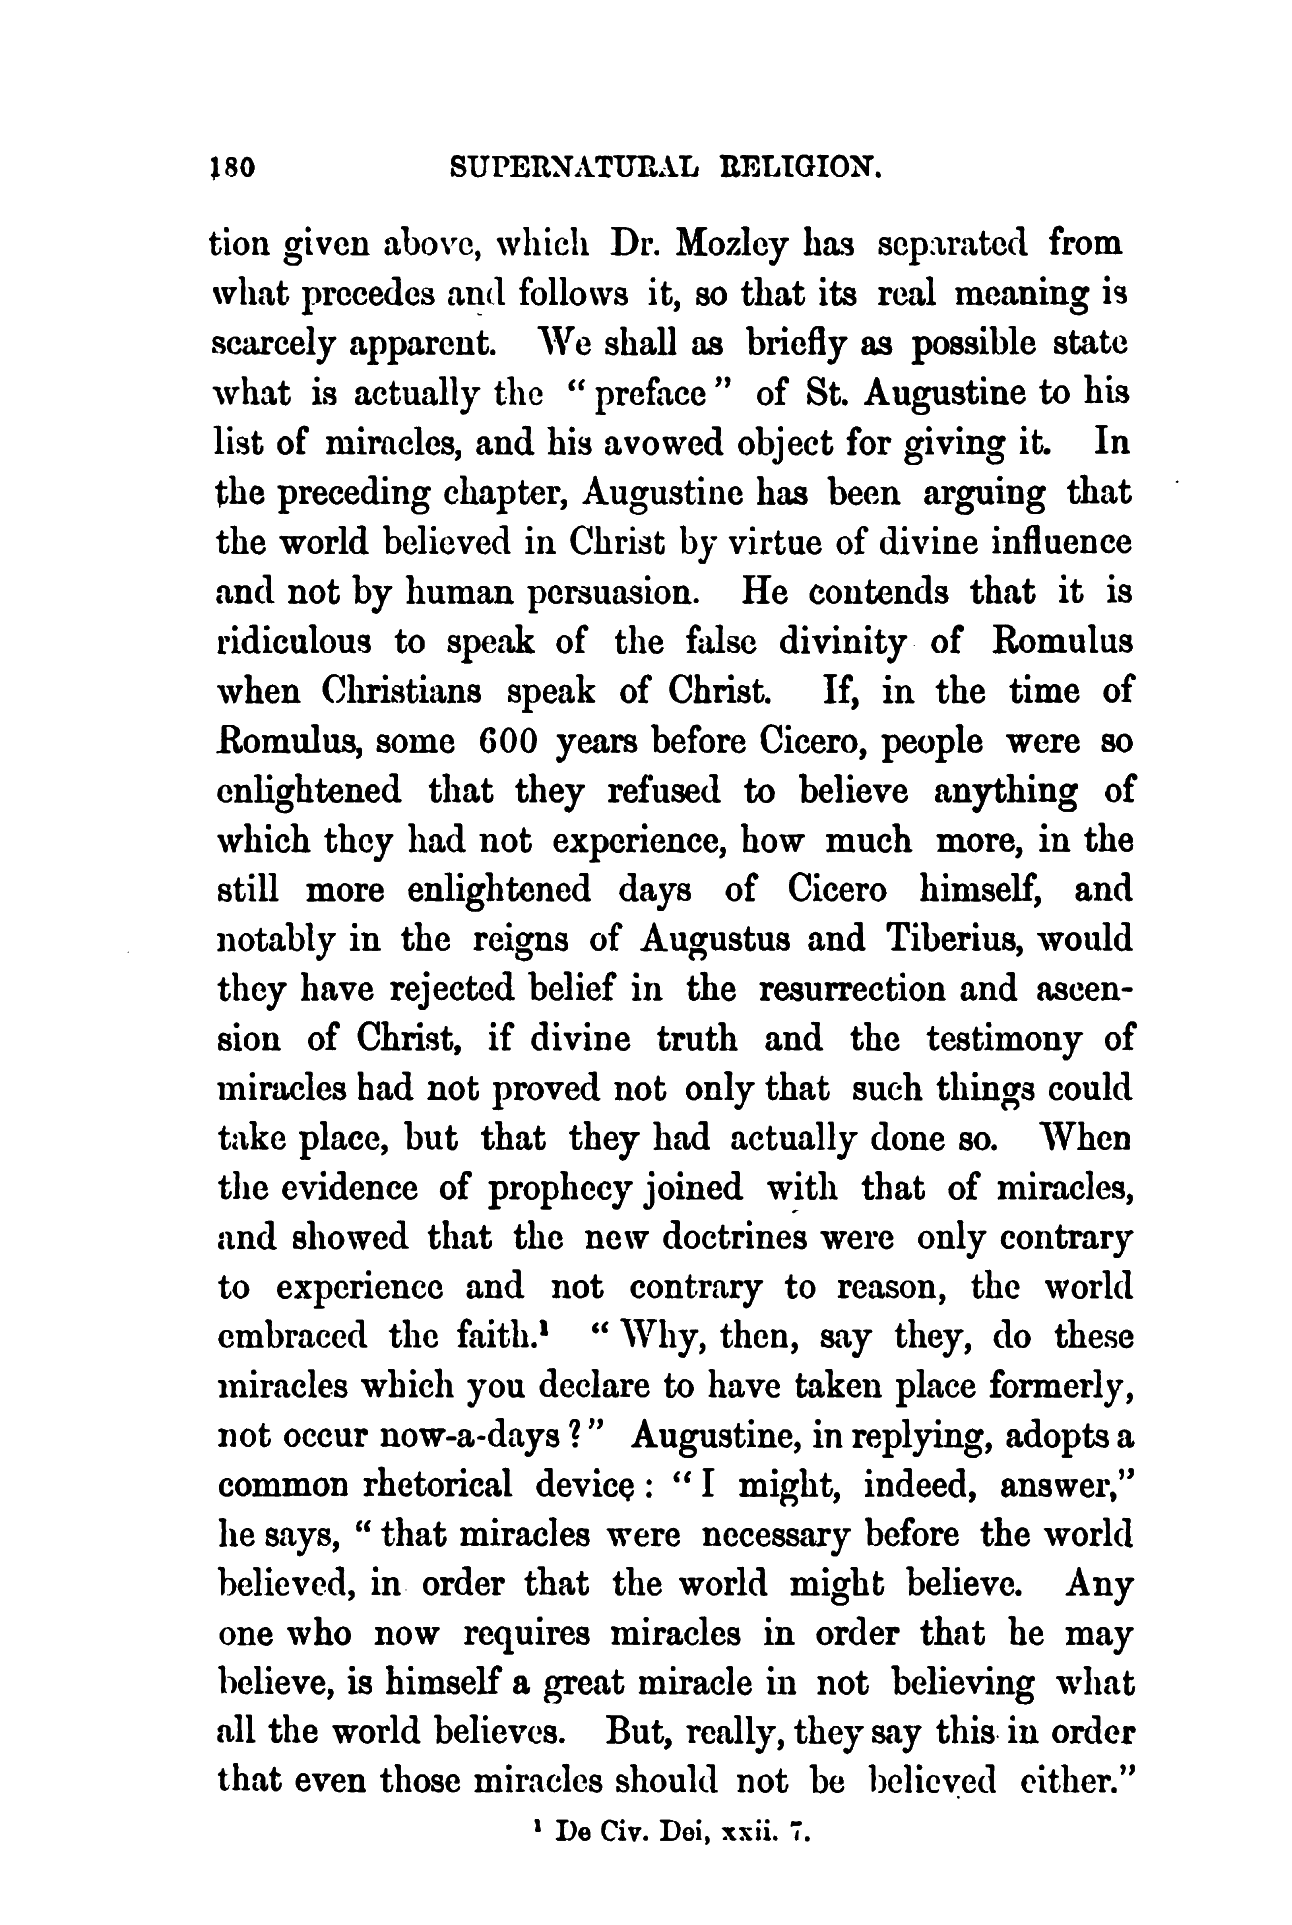 180 SUPERNATURAL RELIGION.
tion given above, which Dr. Mozley has separated from
what precedes and follows it, so that its real meaning is
scarcely apparent. We shall as briefly as possible state
what is actually the “preface” of St. Augustine to his
list of miracles, and his avowed object for giving it. In
the preceding chapter, Augustine has been arguing that
the world believed in Christ by virtue of divine influence
and not by human persuasion. He contends that it is
ridiculous to speak of the false divinity of Romulus
when Christians speak of Christ. If, in the time of
Romulus, some 600 years before Cicero, people were so
enlightened that they refused to believe anything of
which they had not experience, how much more, in the
still more enlightened days of Cicero himself, and
notably in the reigns of Augustus and Tiberius, would
they have rejected belief in the resurrection and ascen-
sion of Christ, if divine truth and the testimony of
miracles had not proved not only that such things could
take place, but that they had actually done so. When
the evidence of prophecy joined with that of miracles,
and showed that the new doctrines were only contrary
to experience and not contrary to reason, the world
embraced the faith.¹ “Why, then, say they, do these
miracles which you declare to have taken place formerly,
not occur now-a-days?” Augustine, in replying, adopts a
common rhetorical device: “I might, indeed, answer,”
he says, “that miracles were necessary before the world
believed, in order that the world might believe. Any
one who now requires miracles in order that he may
believe, is himself a great miracle in not believing what
all the world believes. But, really, they say this in order
that even those miracles should not be believed either.”
¹ De Civ. Dei, xxii. 7.